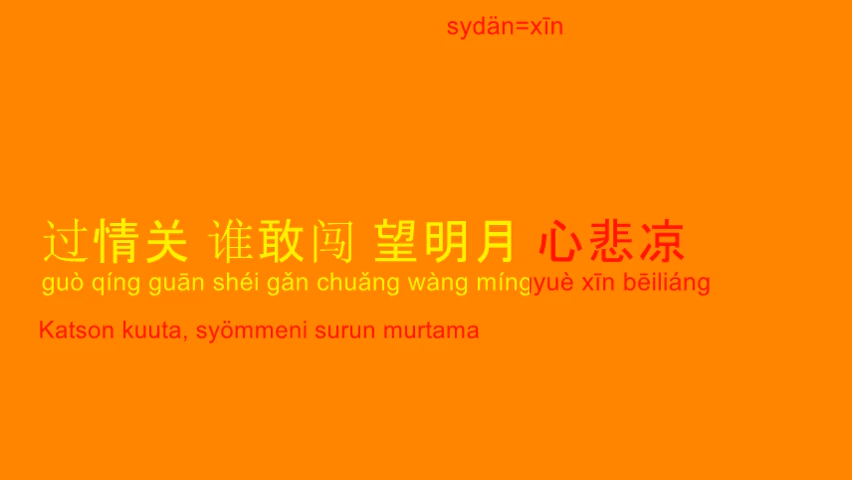 sydän=xīn
过情关 谁敢闯 望明月 心悲凉
guò qíng guān shéi gǎn chuǎng wàng míngyuè xīn bēiliáng
Katson kuuta, syömmeni surun murtama